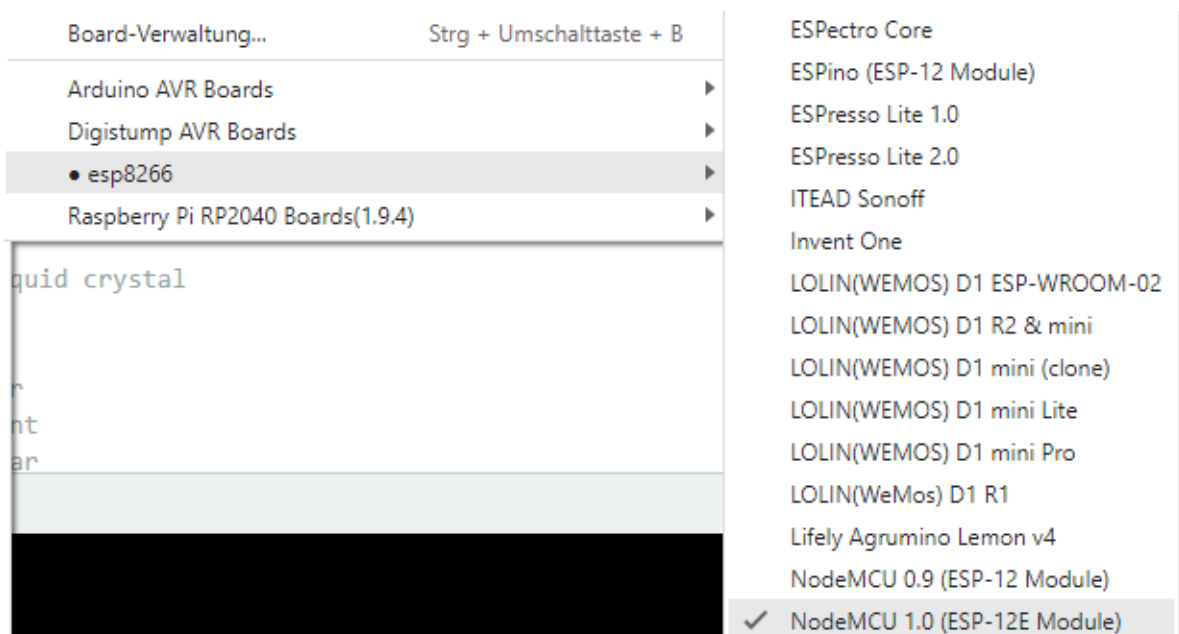 Board-Verwaltung... Strg + Umschalttaste + B
Arduino AVR Boards
Digistump AVR Boards
● esp8266
Raspberry Pi RP2040 Boards(1.9.4)
quid crystal
r
nt
ar
ESPectro Core
ESPino (ESP-12 Module)
ESPresso Lite 1.0
ESPresso Lite 2.0
ITEAD Sonoff
Invent One
LOLIN(WEMOS) D1 ESP-WROOM-02
LOLIN(WEMOS) D1 R2 & mini
LOLIN(WEMOS) D1 mini (clone)
LOLIN(WEMOS) D1 mini Lite
LOLIN(WEMOS) D1 mini Pro
LOLIN(WeMos) D1 R1
Lifely Agrumino Lemon v4
NodeMCU 0.9 (ESP-12 Module)
✓ NodeMCU 1.0 (ESP-12E Module)